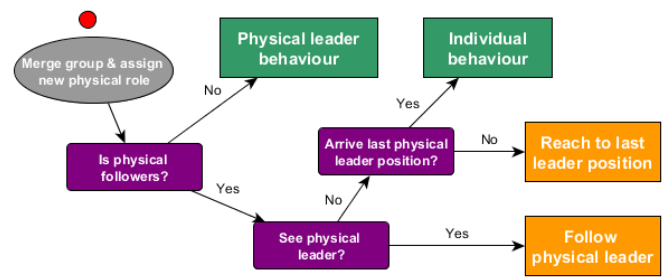 Merge group & assign
new physical role
Physical leader
behaviour
Individual
behaviour
No
Yes
Is physical
followers?
Arrive last physical
leader position?
No
Reach to last
leader position
Yes
No
See physical
leader?
Yes
Follow
physical leader